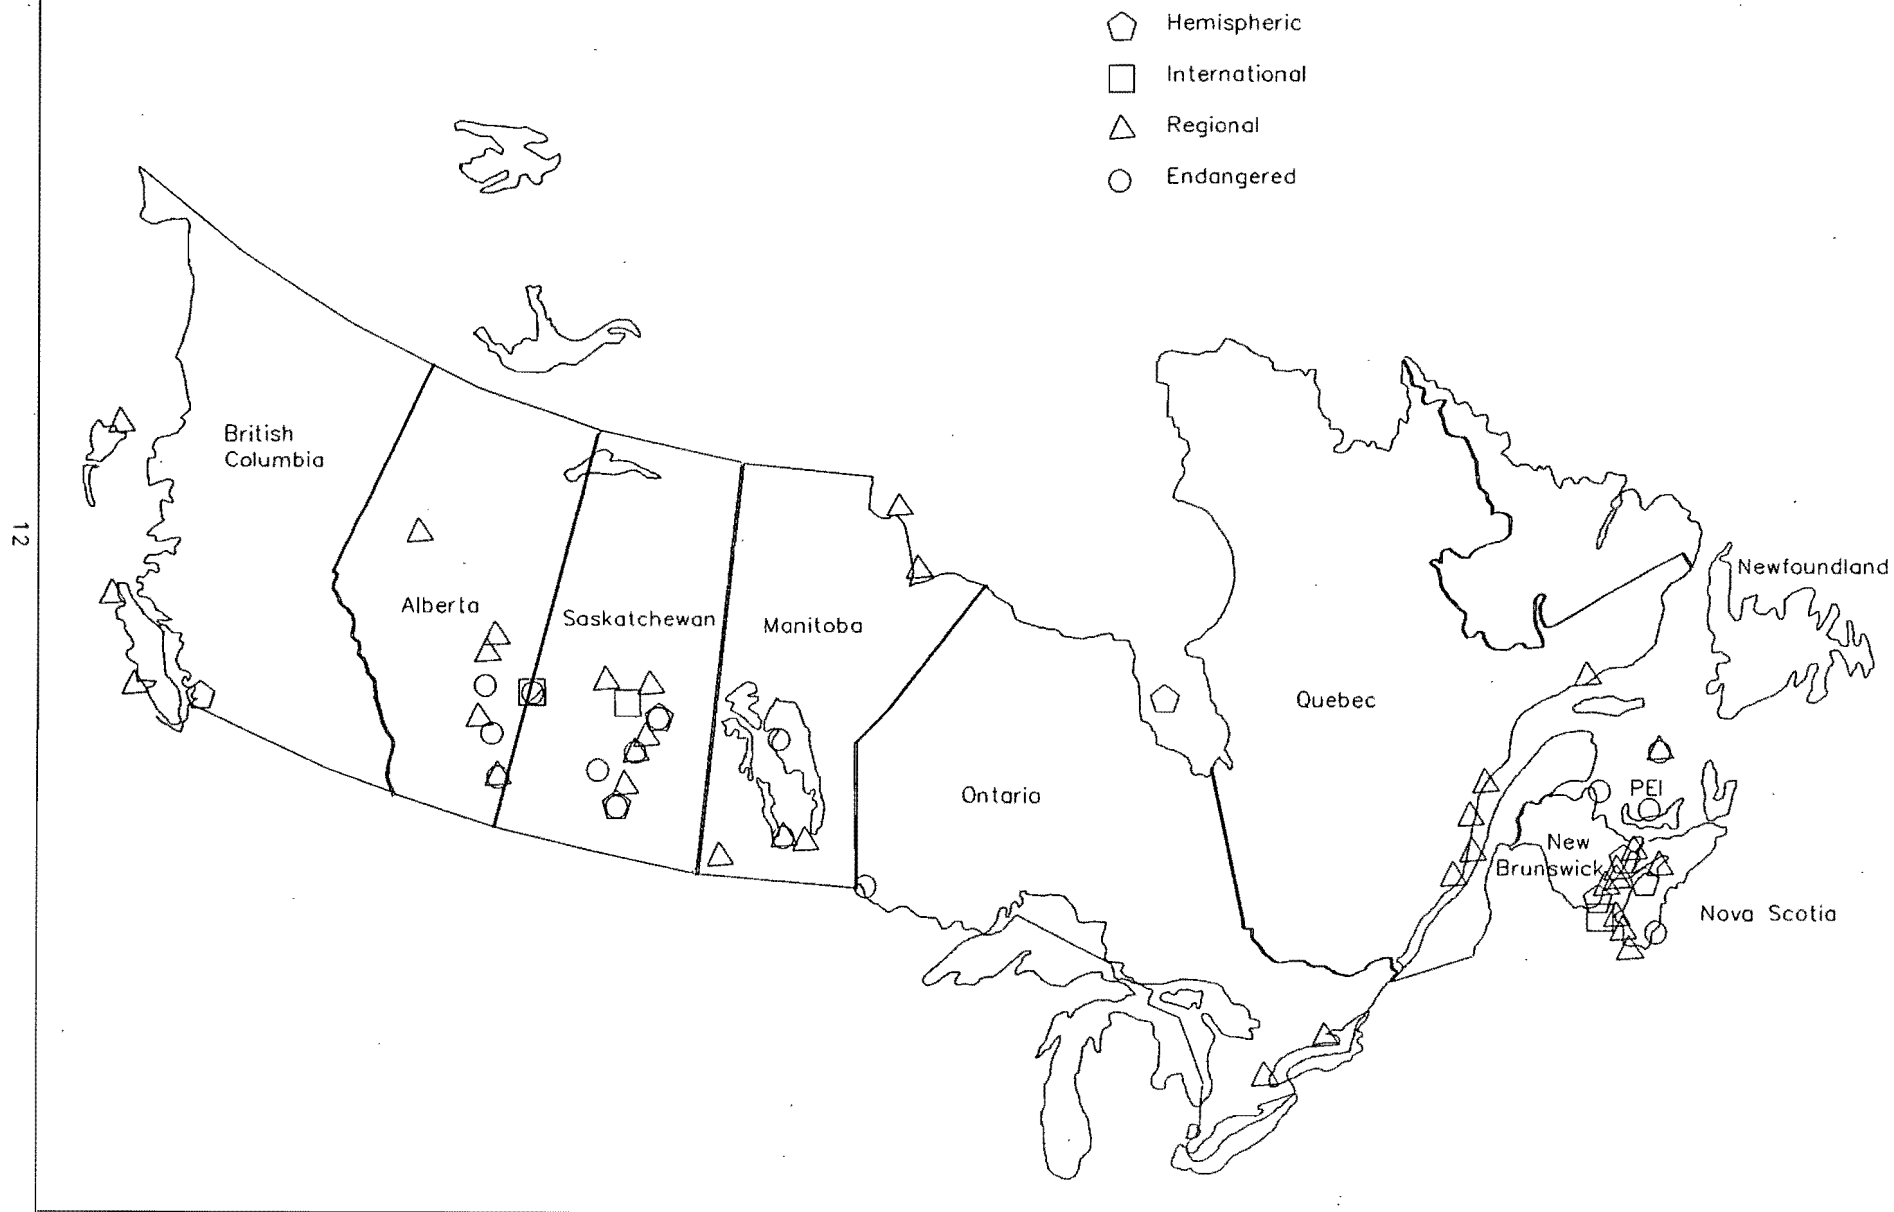 Hemispheric
International
Regional
Endangered
British
Columbia
Alberta
Saskatchewan
Manitoba
Ontario
Quebec
Newfoundland
PEI
New
Brunswick
Nova Scotia
12